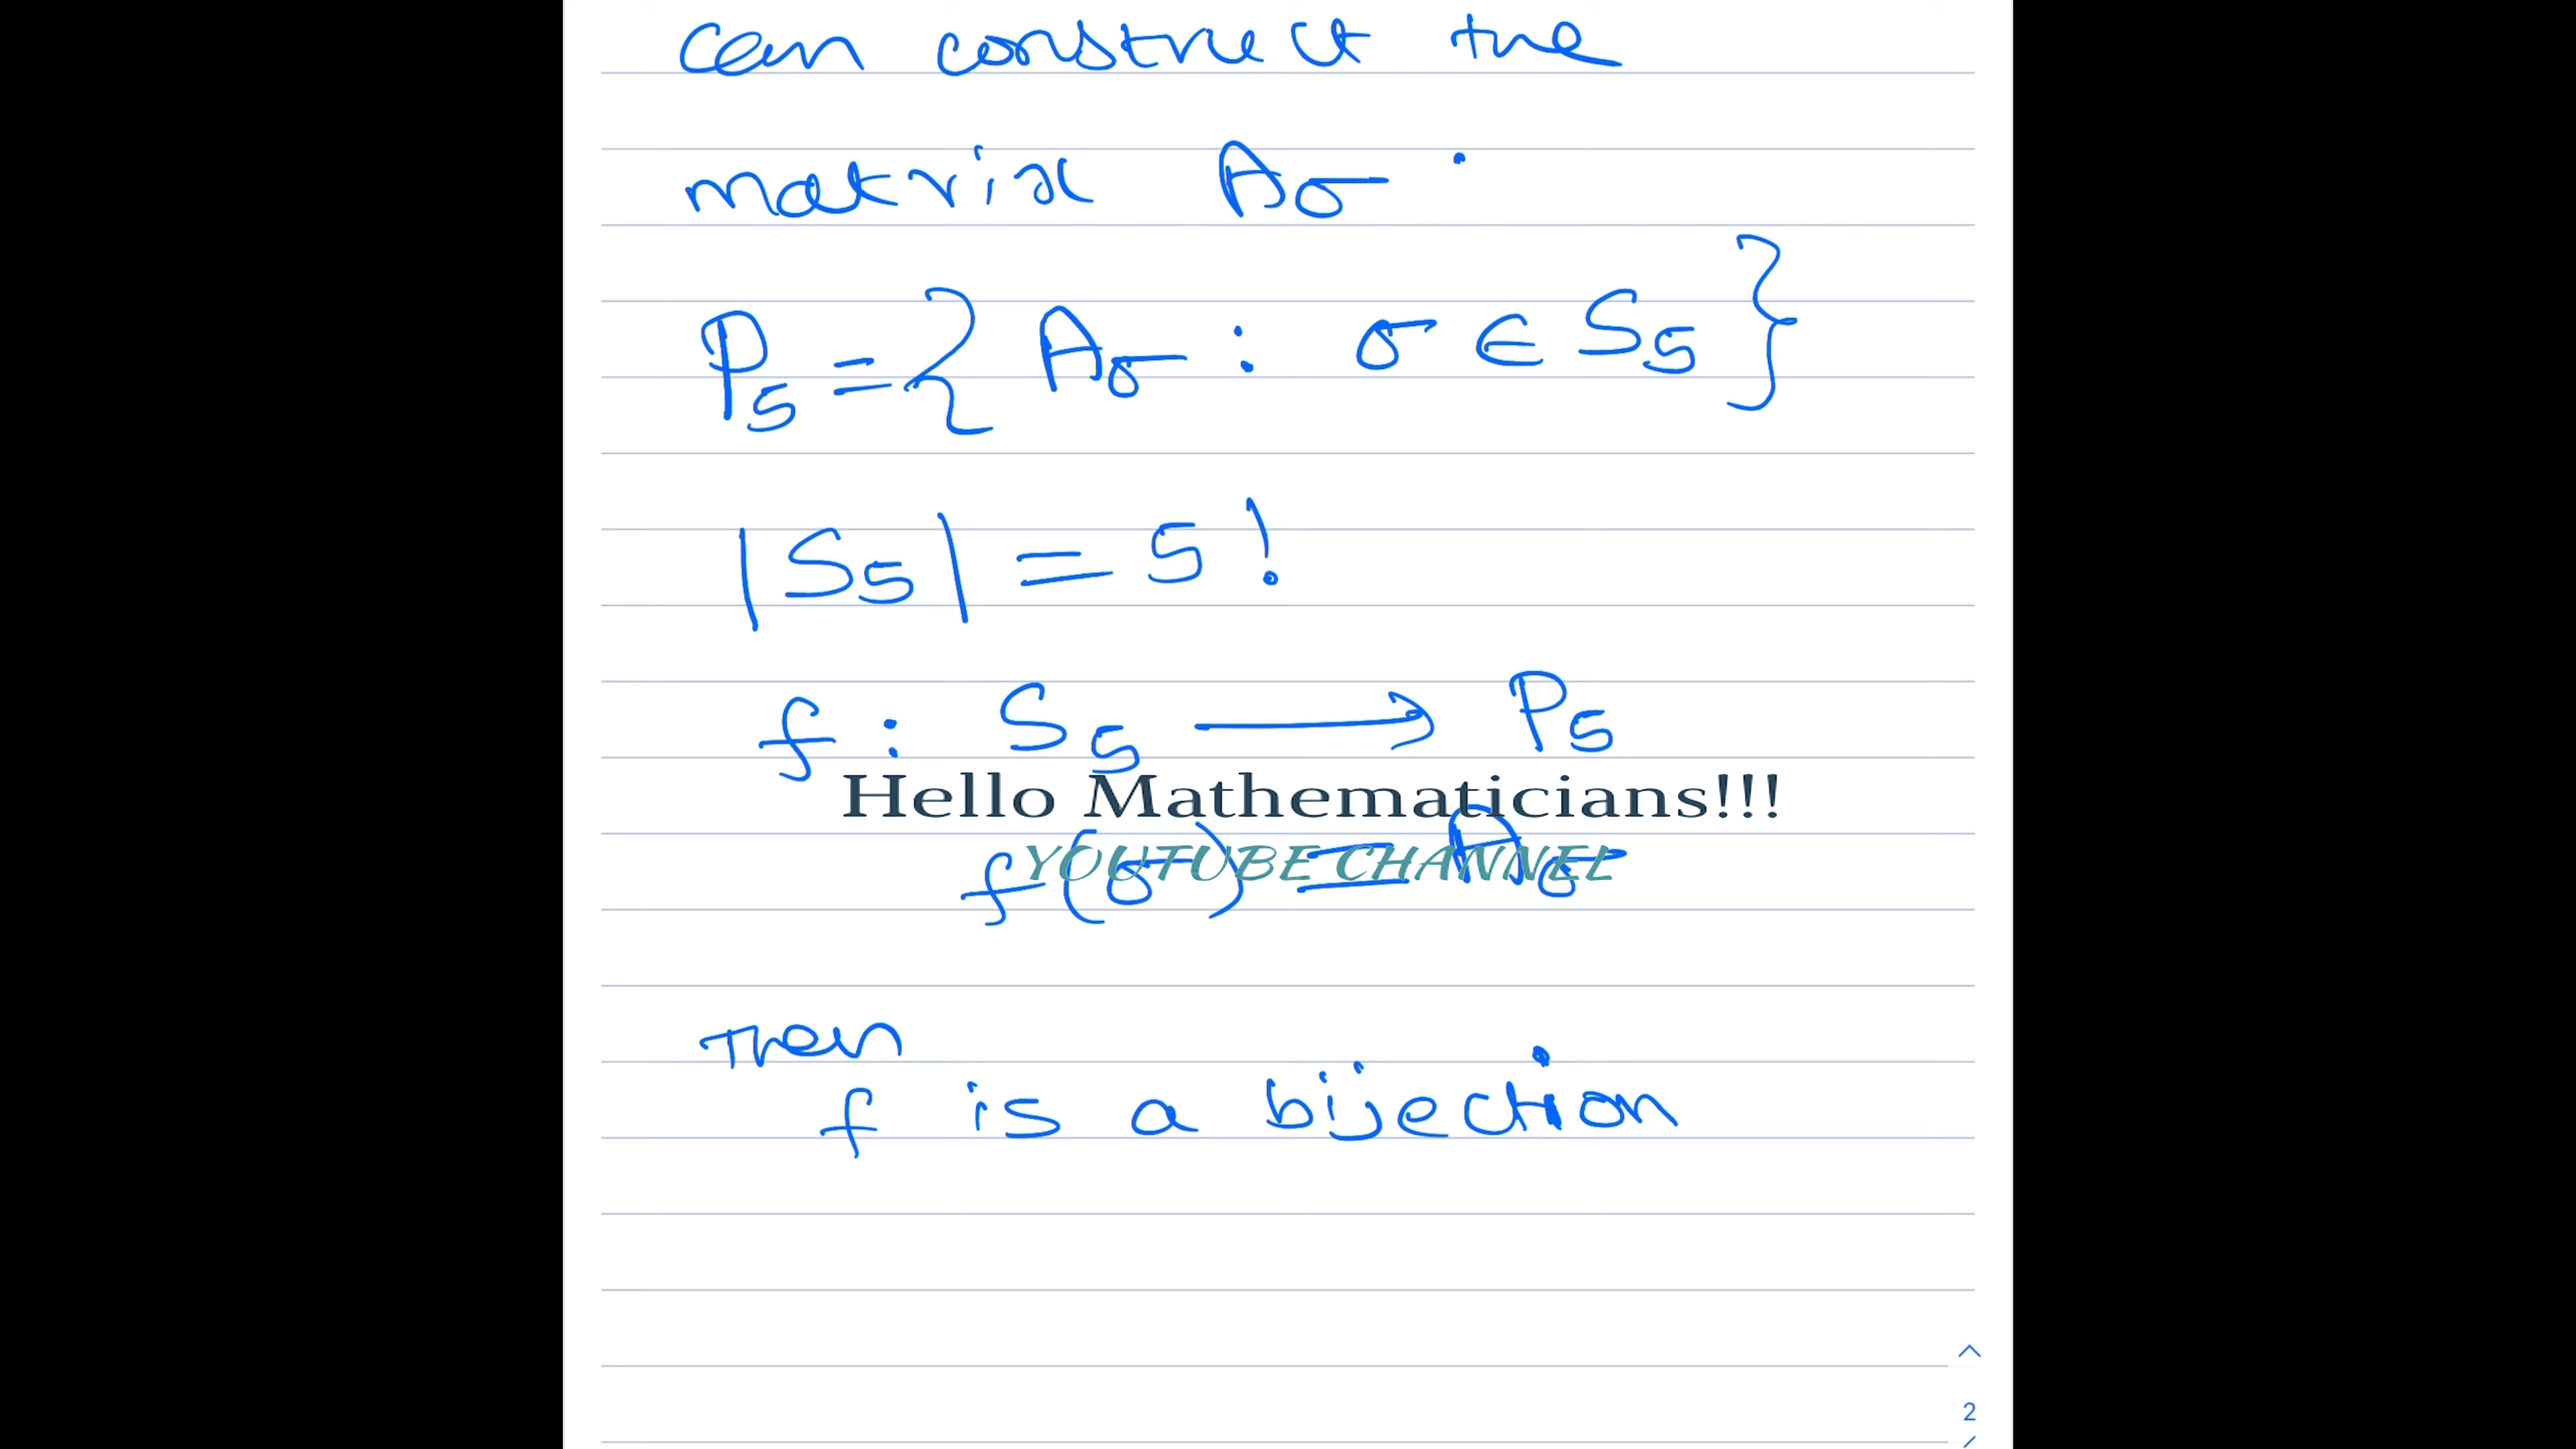 can construct the
matrix Aσ.
P₅ = { Aσ : σ ∈ S₅ }
|S₅| = 5!
f : S₅ ⟶ P₅
Hello Mathematicians!!!
f(σ) = Aσ
YOUTUBE CHANNEL
Then
f is a bijection
2